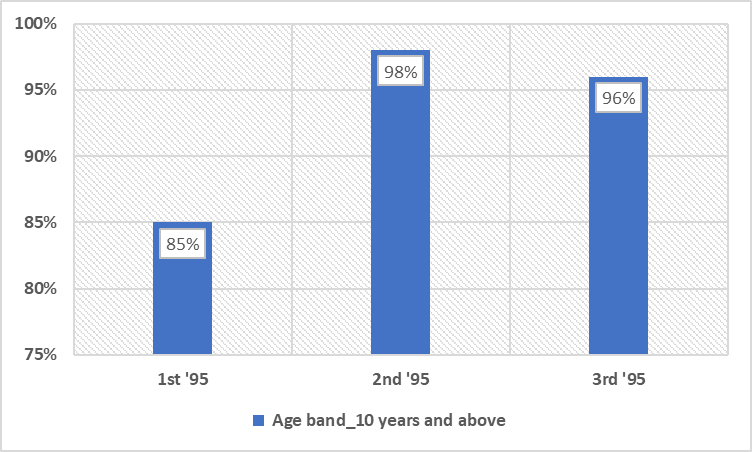 100%
95%
90%
85%
80%
75%
85%
98%
96%
1st '95
2nd '95
3rd '95
Age band_10 years and above